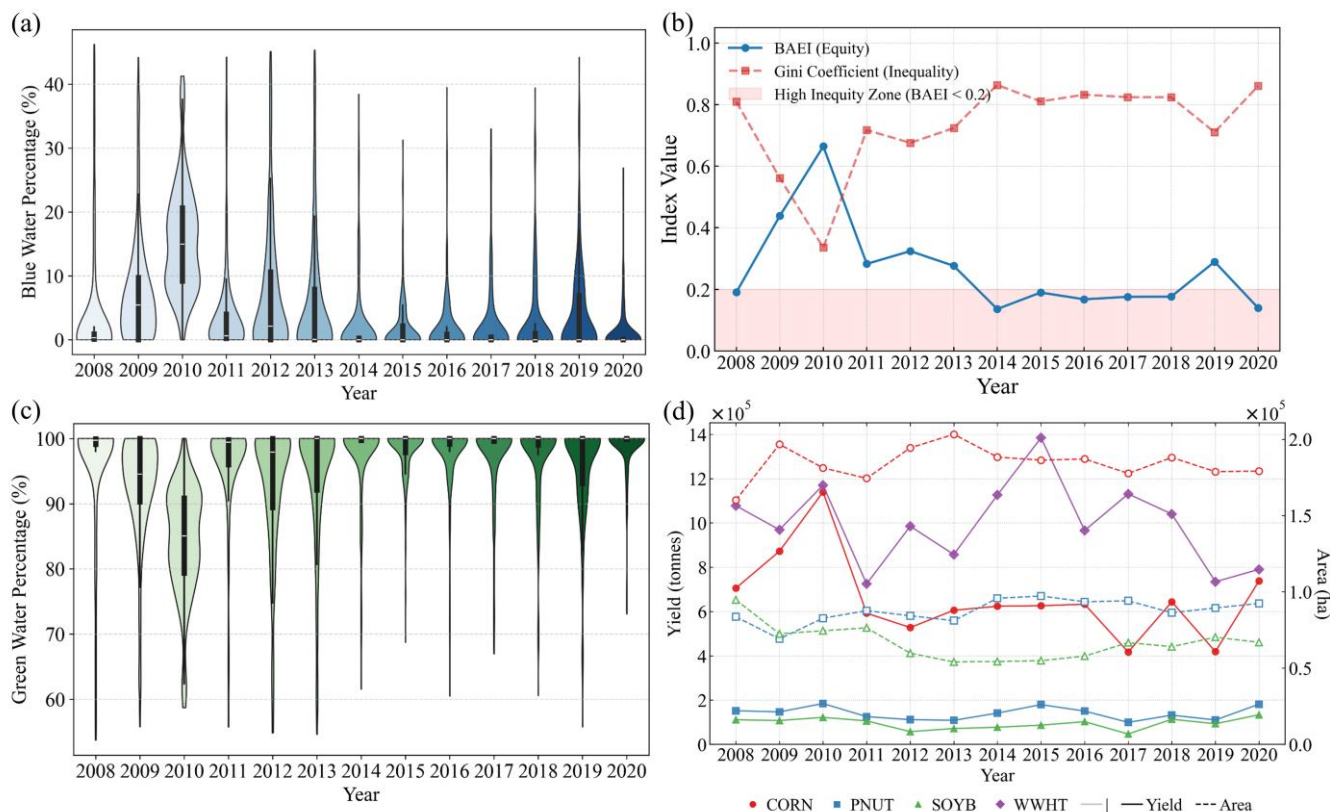 (a)
Blue Water Percentage (%)
40
30
20
10
0
2008 2009 2010 2011 2012 2013 2014 2015 2016 2017 2018 2019 2020
Year
(b)
BAEI (Equity)
Gini Coefficient (Inequality)
High Inequity Zone (BAEI < 0.2)
Index Value
1.0
0.8
0.6
0.4
0.2
0.0
2008 2009 2010 2011 2012 2013 2014 2015 2016 2017 2018 2019 2020
Year
(c)
Green Water Percentage (%)
100
90
80
70
60
2008 2009 2010 2011 2012 2013 2014 2015 2016 2017 2018 2019 2020
Year
(d)
×10⁵
×10⁵
Yield (tonnes)
14
12
10
8
6
4
2
0
Area (ha)
2.0
1.5
1.0
0.5
0.0
2008 2009 2010 2011 2012 2013 2014 2015 2016 2017 2018 2019 2020
Year
CORN PNUT SOYB WWHT | Yield Area